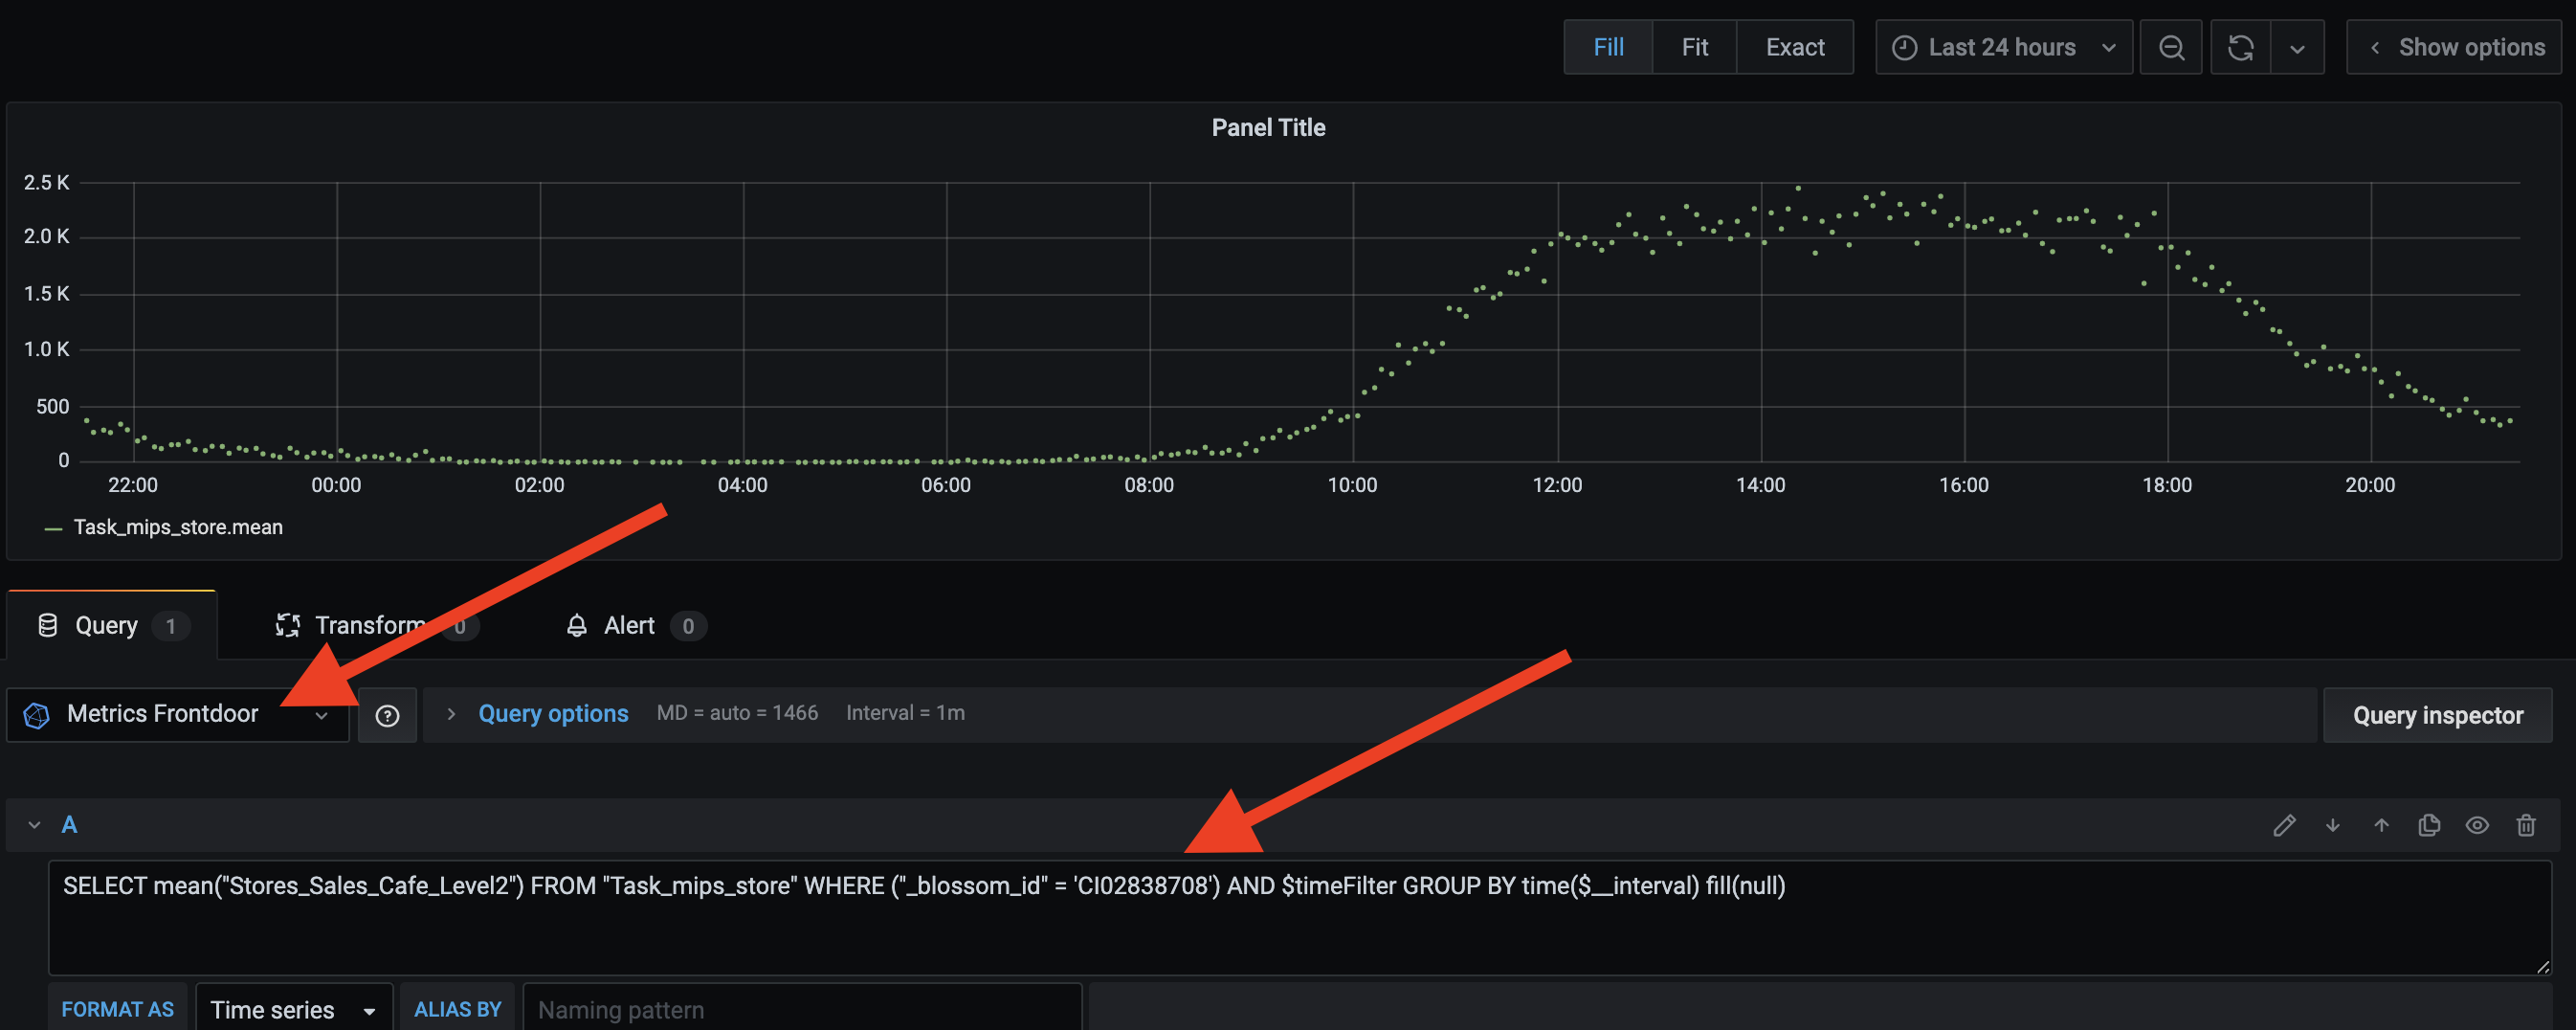 Fill Fit Exact Last 24 hours Show options
Panel Title
2.5 K
2.0 K
1.5 K
1.0 K
500
0
22:00 00:00 02:00 04:00 06:00 08:00 10:00 12:00 14:00 16:00 18:00 20:00
Task_mips_store.mean
Query 1 Transform 0 Alert 0
Metrics Frontdoor ? Query options MD = auto = 1466 Interval = 1m Query inspector
A
SELECT mean("Stores_Sales_Cafe_Level2") FROM "Task_mips_store" WHERE ("_blossom_id" = 'CI02838708') AND $timeFilter GROUP BY time($__interval) fill(null)
FORMAT AS Time series ALIAS BY Naming pattern